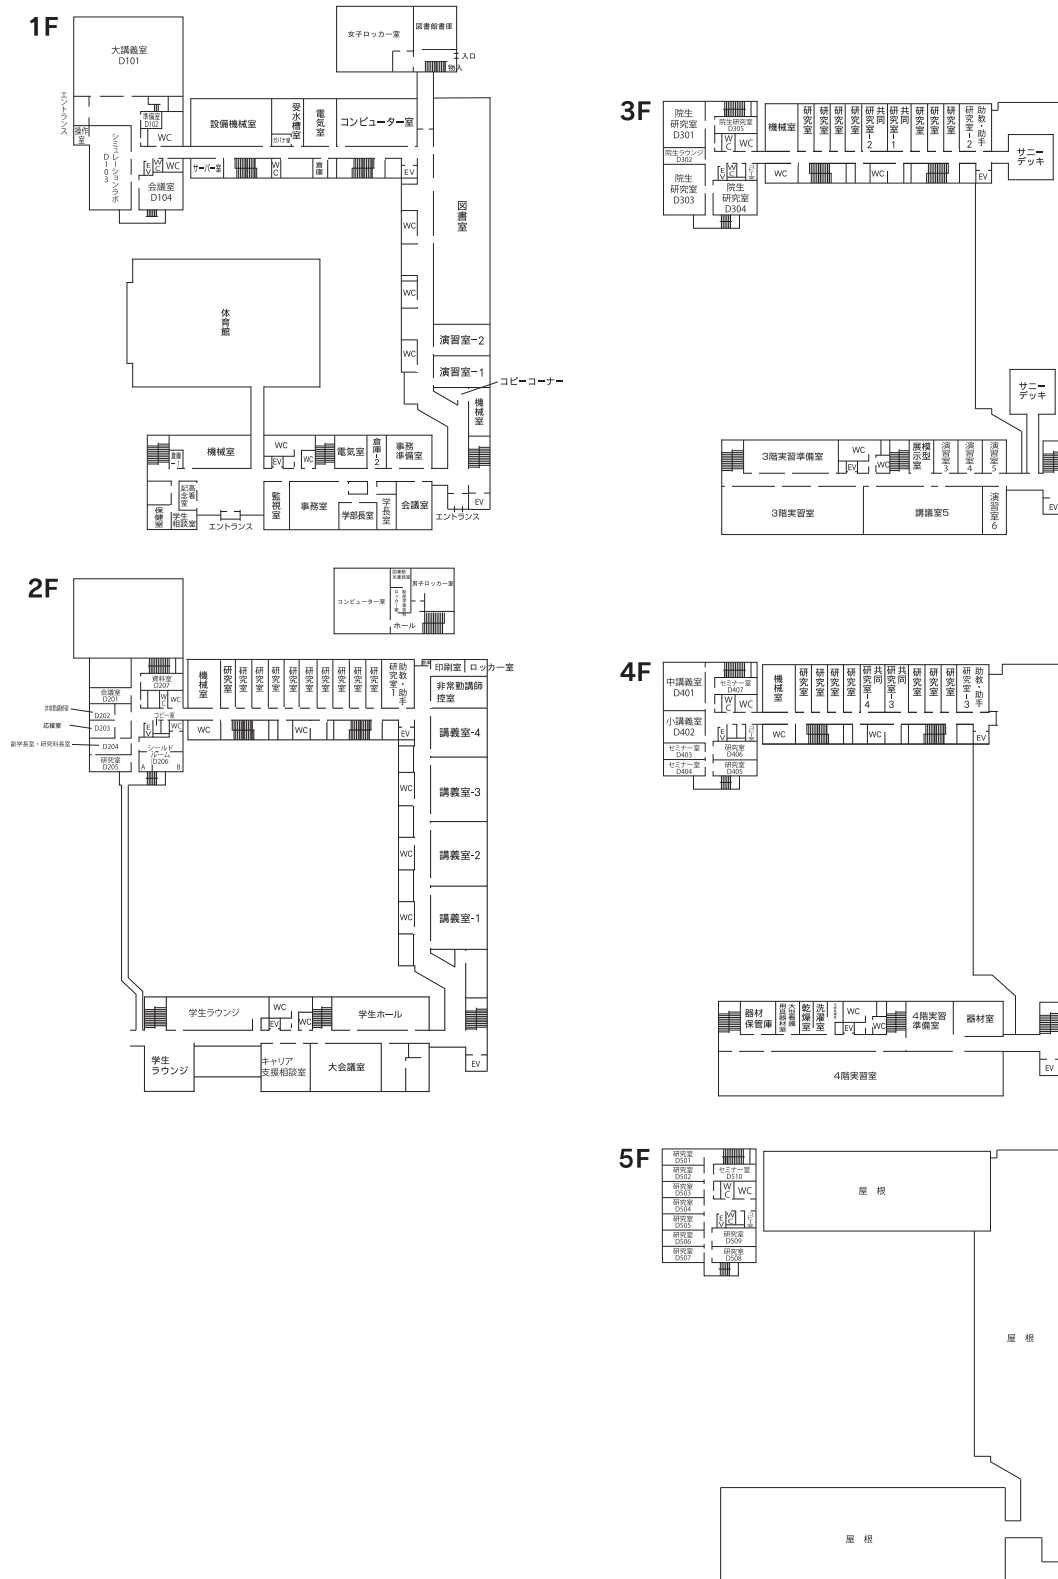 1F
大講義室
D101
エントランス
操作室
準備室
D102
WC
シミュレーションラボ
D103
EV
WC
WC
会議室
D104
女子ロッカー室
図書館書庫
入口
物入
設備機械室
受水槽室
電気室
コンピューター室
サーバー室
WC
倉庫
EV
図書室
WC
WC
WC
演習室-2
演習室-1
コピーコーナー
機械室
体育館
機械室
WC
EV
WC
電気室
倉庫-2
事務
準備室
保健室
学生
相談室
エントランス
監視室
事務室
学部長室
学長室
会議室
エントランス
EV
2F
会議室
D201
D202
応接室
D203
副学長室・研究科長室
D204
研究室
D205
資料室
D207
WC
WC
コピー室
EV
WC
シールド
ルーム
D206
A
B
コンピューター室
男子ロッカー室
ホール
機械室
研究室
研究室
研究室
研究室
研究室
研究室
研究室
研究室
研究室
助教・助手
研究室-1
WC
WC
EV
印刷室
ロッカー室
非常勤講師
控室
講義室-4
講義室-3
講義室-2
講義室-1
WC
WC
WC
学生ラウンジ
WC
EV
WC
学生ホール
学生
ラウンジ
キャリア
支援相談室
大会議室
EV
3F
院生
研究室
D301
院生ラウンジ
D302
院生
研究室
D303
院生研究室
D305
WC
WC
EV
WC
院生
研究室
D304
機械室
研究室
研究室
研究室
研究室
共同
研究室-2
共同
研究室-1
研究室
研究室
研究室
助教・助手
研究室-2
WC
WC
EV
サニー
デッキ
サニー
デッキ
3階実習準備室
WC
EV
WC
模型
展示室
演習室3
演習室4
演習室5
3階実習室
講議室5
演習室6
EV
4F
中講義室
D401
小講義室
D402
セミナー室
D403
セミナー室
D404
セミナー室
D407
WC
WC
EV
WC
研究室
D406
研究室
D405
機械室
研究室
研究室
研究室
研究室
共同
研究室-4
共同
研究室-3
研究室
研究室
研究室
助教・助手
研究室-3
WC
WC
EV
器材
保管庫
大型看護
用具器材室
乾燥室
洗濯室
WC
EV
WC
4階実習
準備室
器材室
4階実習室
EV
5F
研究室
D501
研究室
D502
研究室
D503
研究室
D504
研究室
D505
研究室
D506
研究室
D507
セミナー室
D510
WC
WC
EV
WC
研究室
D509
研究室
D508
屋 根
屋 根
屋 根